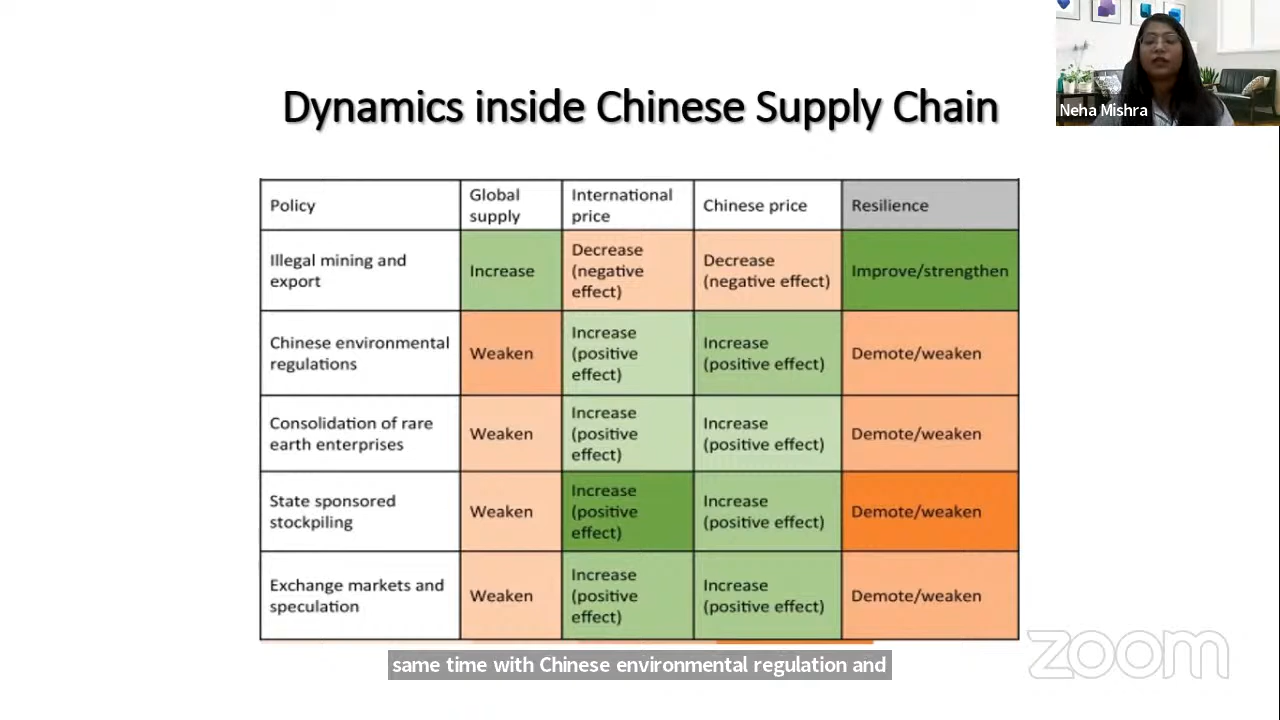 Neha Mishra
Dynamics inside Chinese Supply Chain
Policy
Global
supply
International
price
Chinese price
Resilience
Illegal mining and
export
Increase
Decrease
(negative
effect)
Decrease
(negative effect)
Improve/strengthen
Chinese environmental
regulations
Weaken
Increase
(positive
effect)
Increase
(positive effect)
Demote/weaken
Consolidation of rare
earth enterprises
Weaken
Increase
(positive
effect)
Increase
(positive effect)
Demote/weaken
State sponsored
stockpiling
Weaken
Increase
(positive
effect)
Increase
(positive effect)
Demote/weaken
Exchange markets and
speculation
Weaken
Increase
(positive
effect)
Increase
(positive effect)
Demote/weaken
zoom
same time with Chinese environmental regulation and